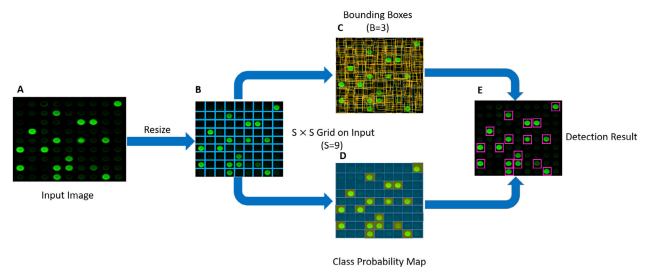 Bounding Boxes
(B=3)
C
A
B
E
Resize
S × S Grid on Input
(S=9)
Detection Result
D
Input Image
Class Probability Map